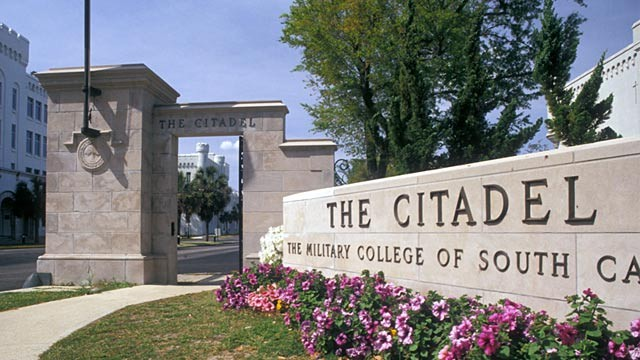 THE CITADEL
THE CITADEL
THE MILITARY COLLEGE OF SOUTH CA